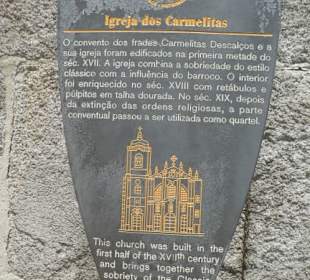 Igreja dos Carmelitas
O convento dos frades Carmelitas Descalços e a
sua igreja foram edificados na primeira metade do
séc. XVII. A igreja combina a sobriedade do estilo
clássico com a influência do barroco. O interior
foi enriquecido no séc. XVIII com retábulos e
púlpitos em talha dourada. No séc. XIX, depois
da extinção das ordens religiosas, a parte
conventual passou a ser utilizada como quartel.
This church was built in the
first half of the XVIIth century
and brings together the
sobriety of the Classic